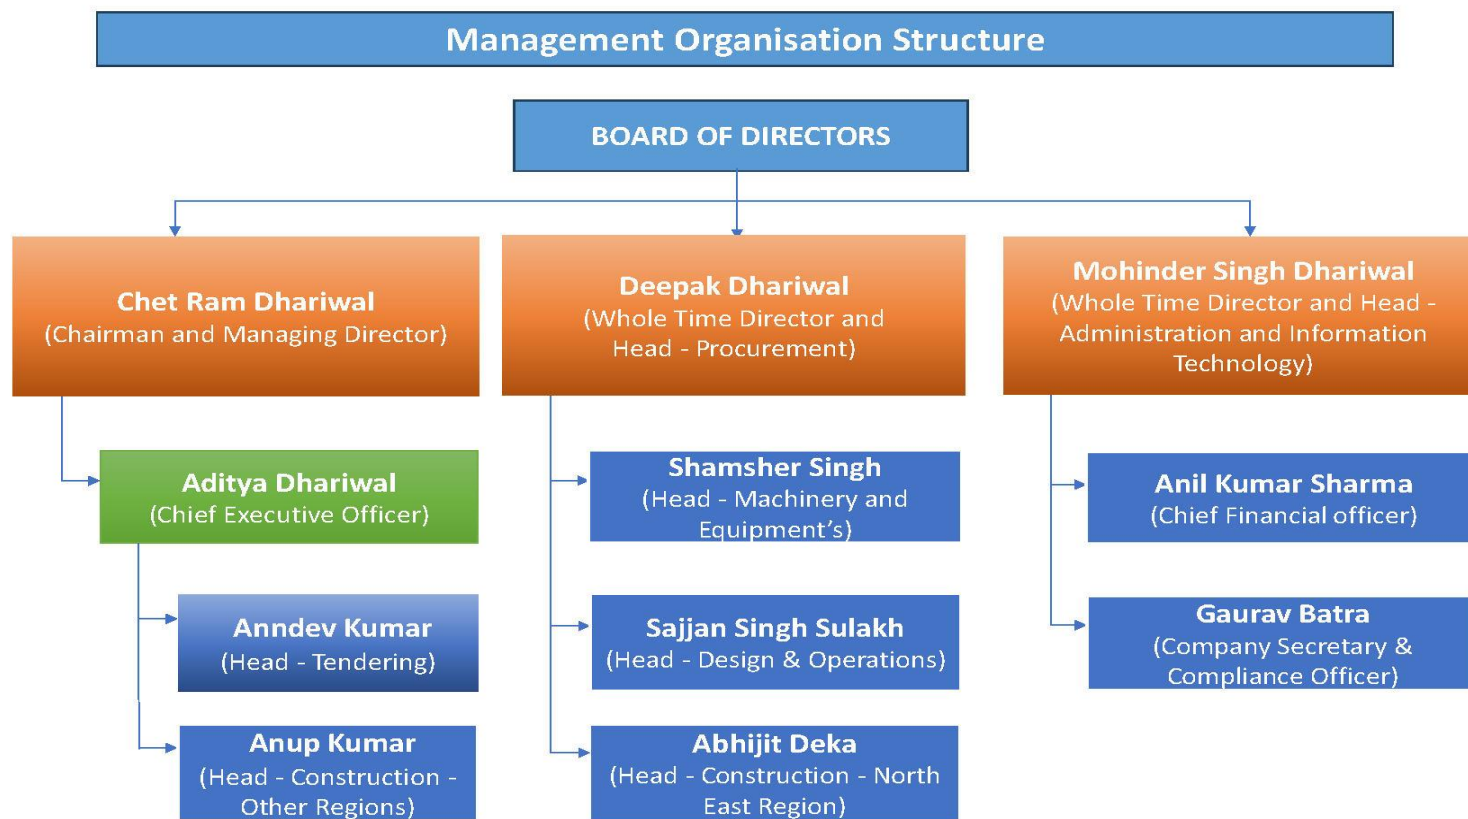 Management Organisation Structure
BOARD OF DIRECTORS
Chet Ram Dhariwal
(Chairman and Managing Director)
Deepak Dhariwal
(Whole Time Director and
Head - Procurement)
Mohinder Singh Dhariwal
(Whole Time Director and Head -
Administration and Information
Technology)
Aditya Dhariwal
(Chief Executive Officer)
Anndev Kumar
(Head - Tendering)
Anup Kumar
(Head - Construction -
Other Regions)
Shamsher Singh
(Head - Machinery and
Equipment’s)
Sajjan Singh Sulakh
(Head - Design & Operations)
Abhijit Deka
(Head - Construction - North
East Region)
Anil Kumar Sharma
(Chief Financial officer)
Gaurav Batra
(Company Secretary &
Compliance Officer)